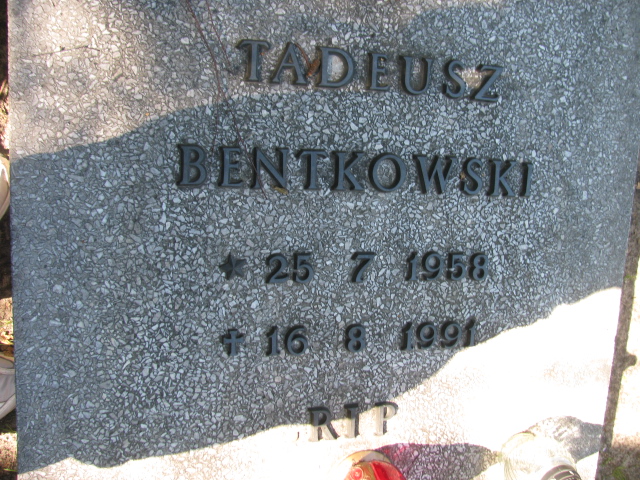 TADEUSZ
BENTKOWSKI
★ 25 7 1958
✝ 16 8 1991
RIP